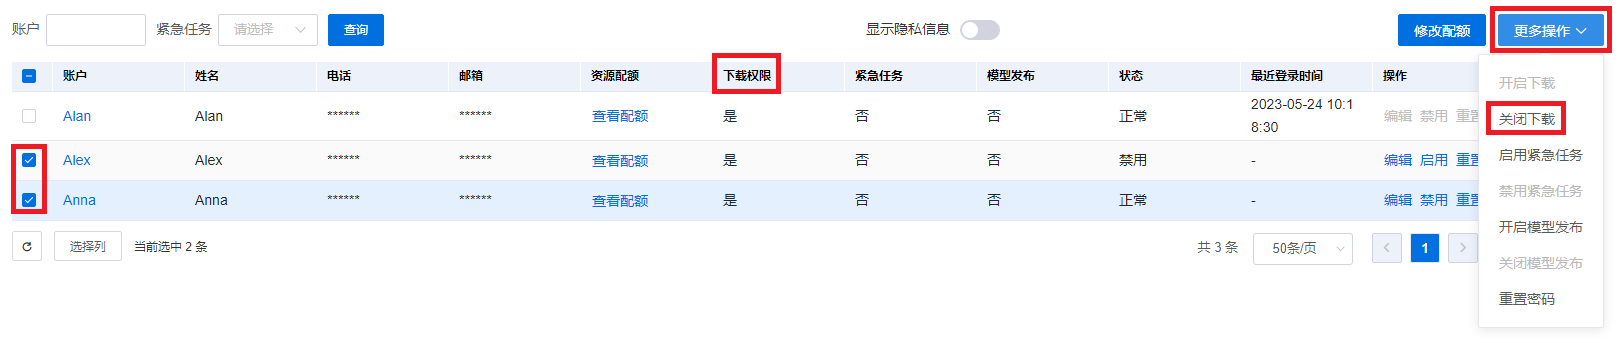 账户 紧急任务 请选择 查询 显示隐私信息 修改配额 更多操作
账户 姓名 电话 邮箱 资源配额 下载权限 紧急任务 模型发布 状态 最近登录时间 操作
Alan Alan ****** ****** 查看配额 是 否 否 正常 2023-05-24 10:1
8:30 编辑 禁用 重置
Alex Alex ****** ****** 查看配额 是 否 否 禁用 - 编辑 启用 重置
Anna Anna ****** ****** 查看配额 是 否 否 正常 - 编辑 禁用 重置
选择列 当前选中 2 条 共 3 条 50条/页 1
开启下载
关闭下载
启用紧急任务
禁用紧急任务
开启模型发布
关闭模型发布
重置密码